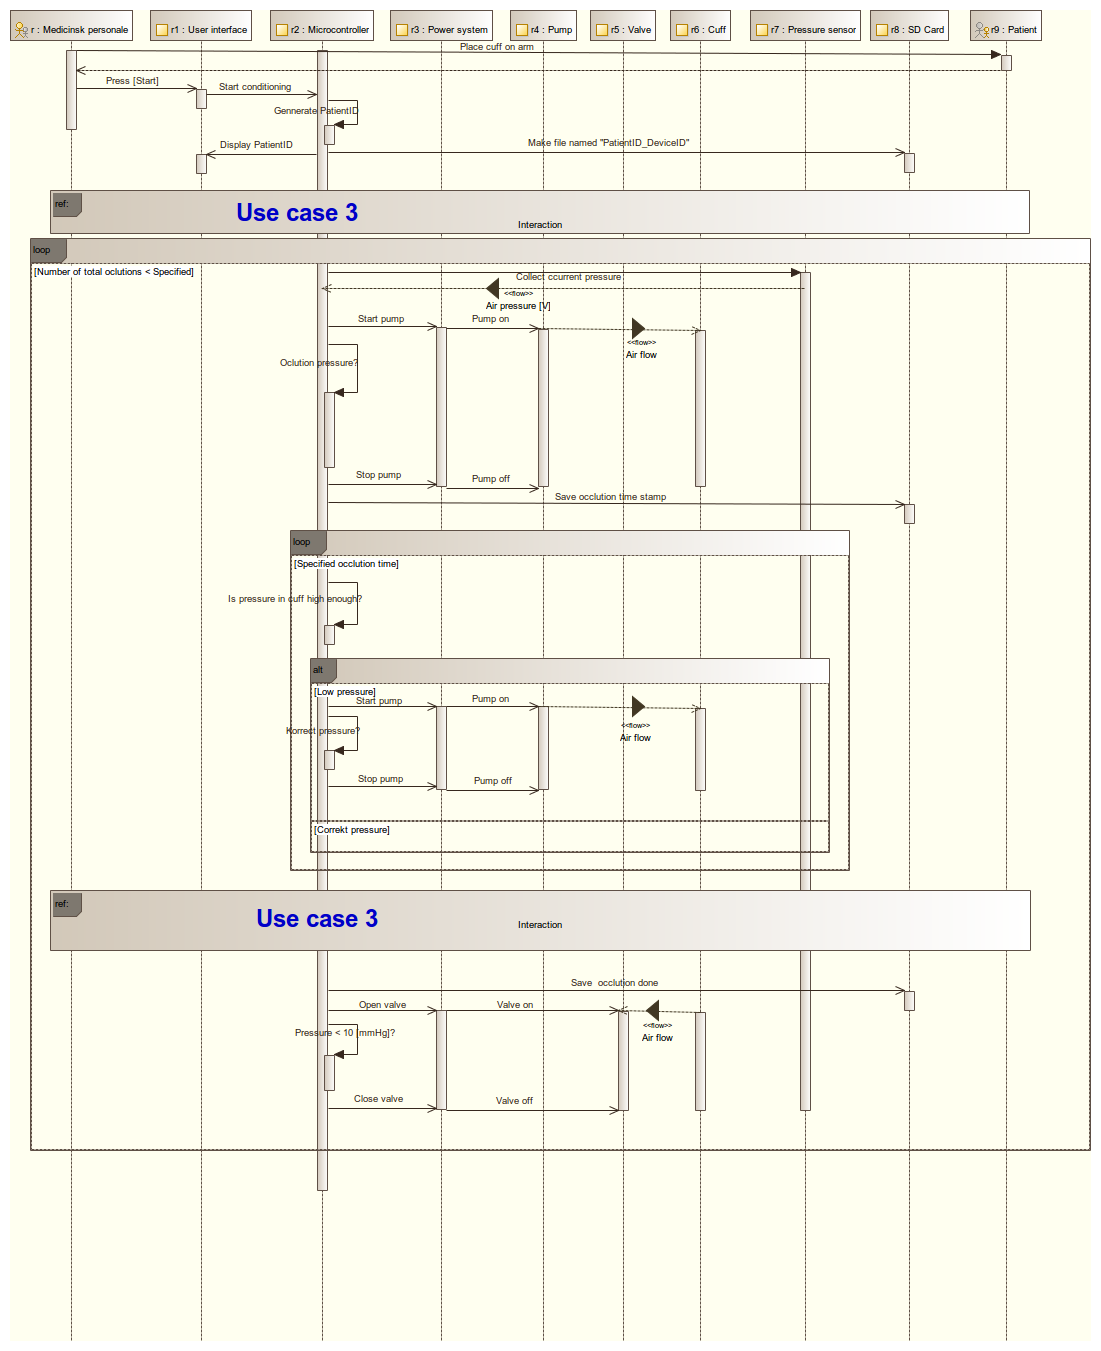 r : Medicinsk personale
r1 : User interface
r2 : Microcontroller
r3 : Power system
r4 : Pump
r5 : Valve
r6 : Cuff
r7 : Pressure sensor
r8 : SD Card
r9 : Patient
Place cuff on arm
Press [Start]
Start conditioning
Gennerate PatientID
Display PatientID
Make file named "PatientID_DeviceID"
ref:
Use case 3
Interaction
loop
[Number of total oclutions < Specified]
Collect ccurrent pressure
<<flow>>
Air pressure [V]
Start pump
Pump on
<<flow>>
Air flow
Oclution pressure?
Stop pump
Pump off
Save occlution time stamp
loop
[Specified occlution time]
Is pressure in cuff high enough?
alt
[Low pressure]
Start pump
Pump on
<<flow>>
Air flow
Korrect pressure?
Stop pump
Pump off
[Correkt pressure]
ref:
Use case 3
Interaction
Save  occlution done
Open valve
Valve on
<<flow>>
Air flow
Pressure < 10 [mmHg]?
Close valve
Valve off